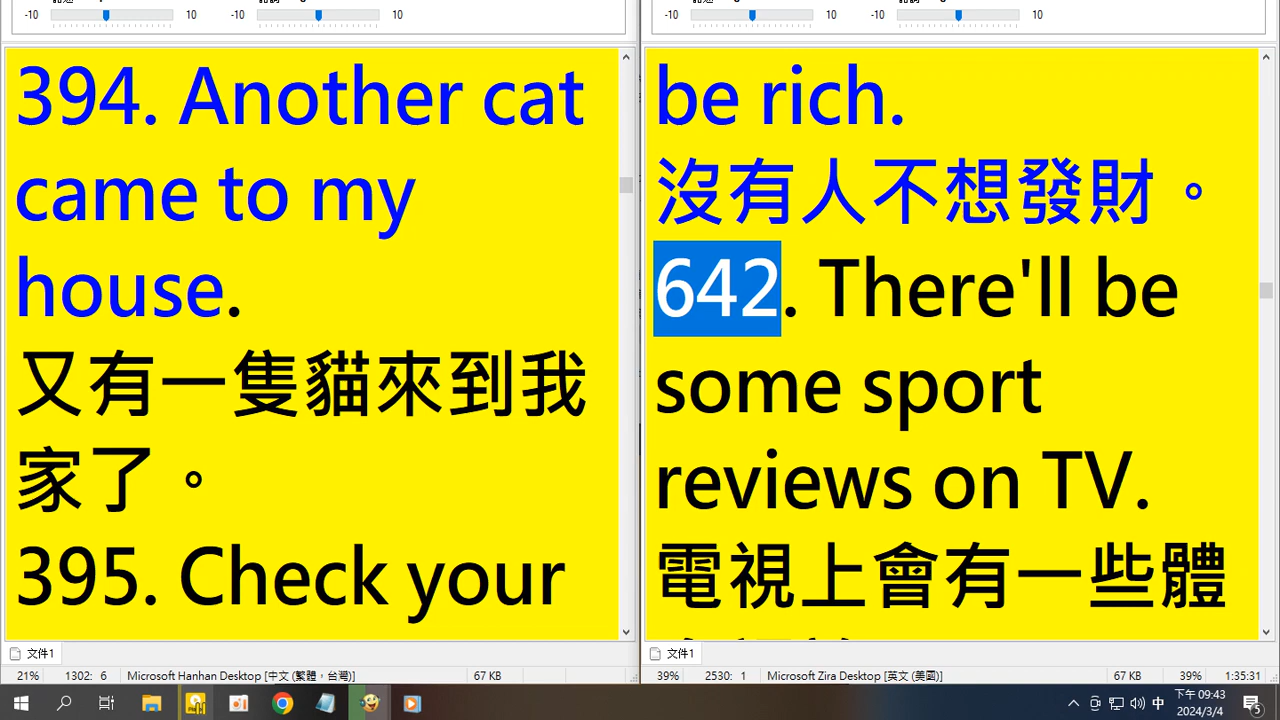 -10 10 -10 10
394. Another cat
came to my
house.
又有一隻貓來到我
家了。
395. Check your
文件1
21% 1302: 6 Microsoft Hanhan Desktop [中文 (繁體，台灣)] 67 KB
-10 10 -10 10
be rich.
沒有人不想發財。
642. There'll be
some sport
reviews on TV.
電視上會有一些體
文件1
39% 2530: 1 Microsoft Zira Desktop [英文 (美國)] 67 KB 39% 1:35:31
中 下午 09:43
2024/3/4
5